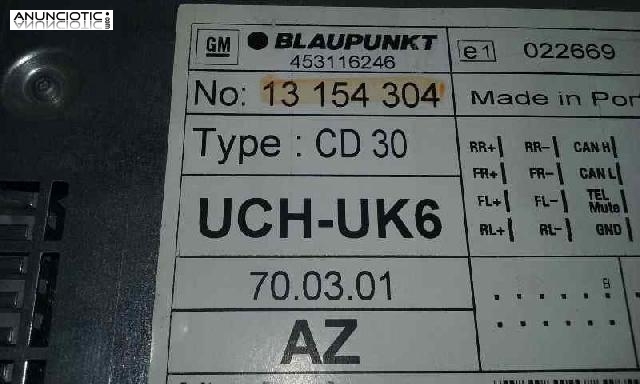 ANUNCIOTIC.es
GM BLAUPUNKT
453116246
e1 022669
No: 13 154 304
Made in Por
Type : CD 30
RR+ RR- CAN H
FR+ FR- CAN L
FL+ FL- TEL Mute
RL+ RL- GND
UCH-UK6
70.03.01
B
AZ